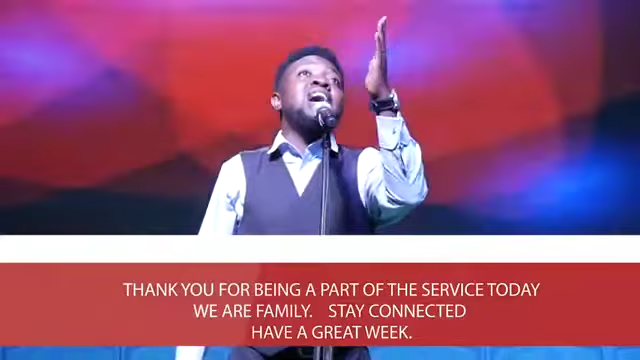 THANK YOU FOR BEING A PART OF THE SERVICE TODAY
WE ARE FAMILY. STAY CONNECTED
HAVE A GREAT WEEK.